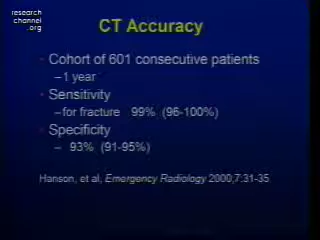 research
channel
.org
CT Accuracy
• Cohort of 601 consecutive patients
–1 year
• Sensitivity
–for fracture 99% (96-100%)
• Specificity
– 93% (91-95%)
Hanson, et al, Emergency Radiology 2000;7:31-35